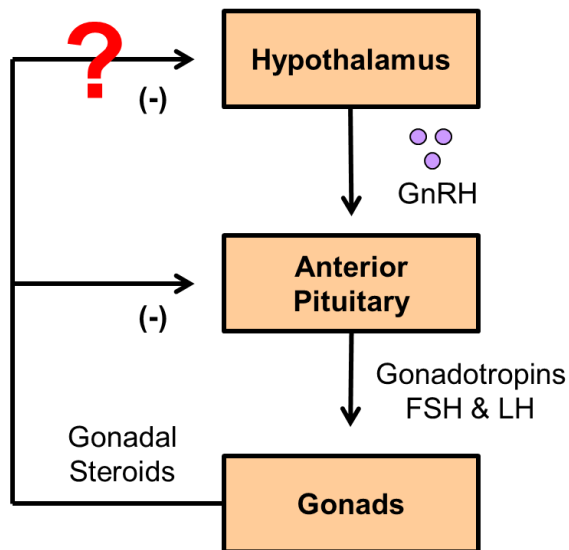 ?
Hypothalamus
(-)
GnRH
Anterior
Pituitary
(-)
Gonadotropins
FSH & LH
Gonadal
Steroids
Gonads